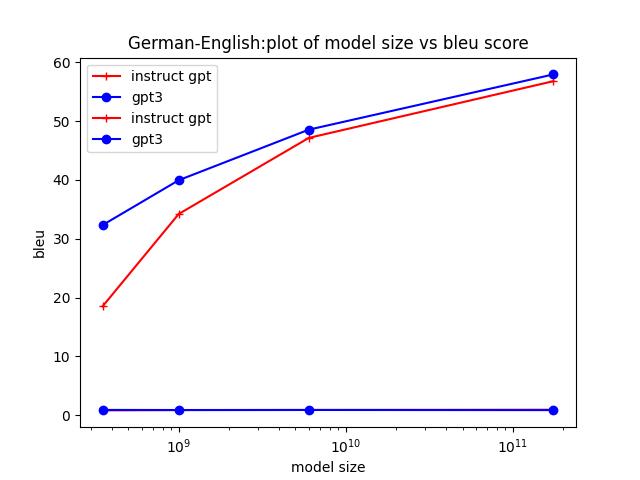 German-English:plot of model size vs bleu score
instruct gpt
gpt3
instruct gpt
gpt3
60
50
40
30
20
10
0
bleu
10⁹
10¹⁰
10¹¹
model size